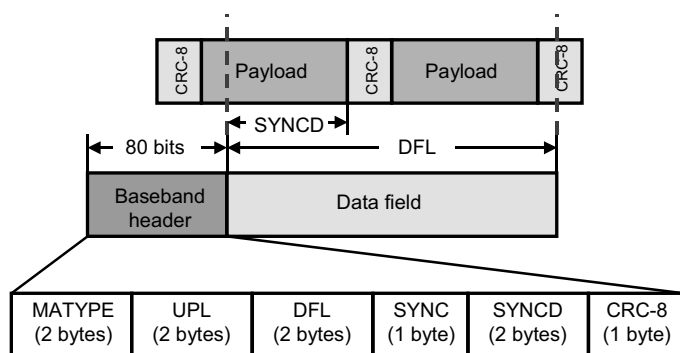 CRC-8 Payload CRC-8 Payload CRC-8
SYNCD
80 bits DFL
Baseband
header
Data field
MATYPE UPL DFL SYNC SYNCD CRC-8
(2 bytes) (2 bytes) (2 bytes) (1 byte) (2 bytes) (1 byte)